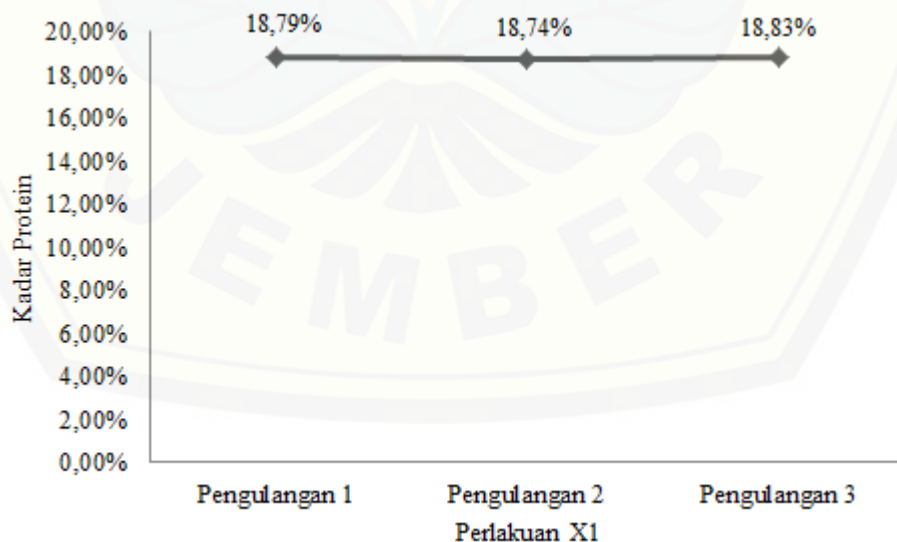 18,79%
18,74%
18,83%
20,00%
18,00%
16,00%
14,00%
12,00%
10,00%
8,00%
6,00%
4,00%
2,00%
0,00%
Kadar Protein
JEMBER
Pengulangan 1
Pengulangan 2
Pengulangan 3
Perlakuan X1